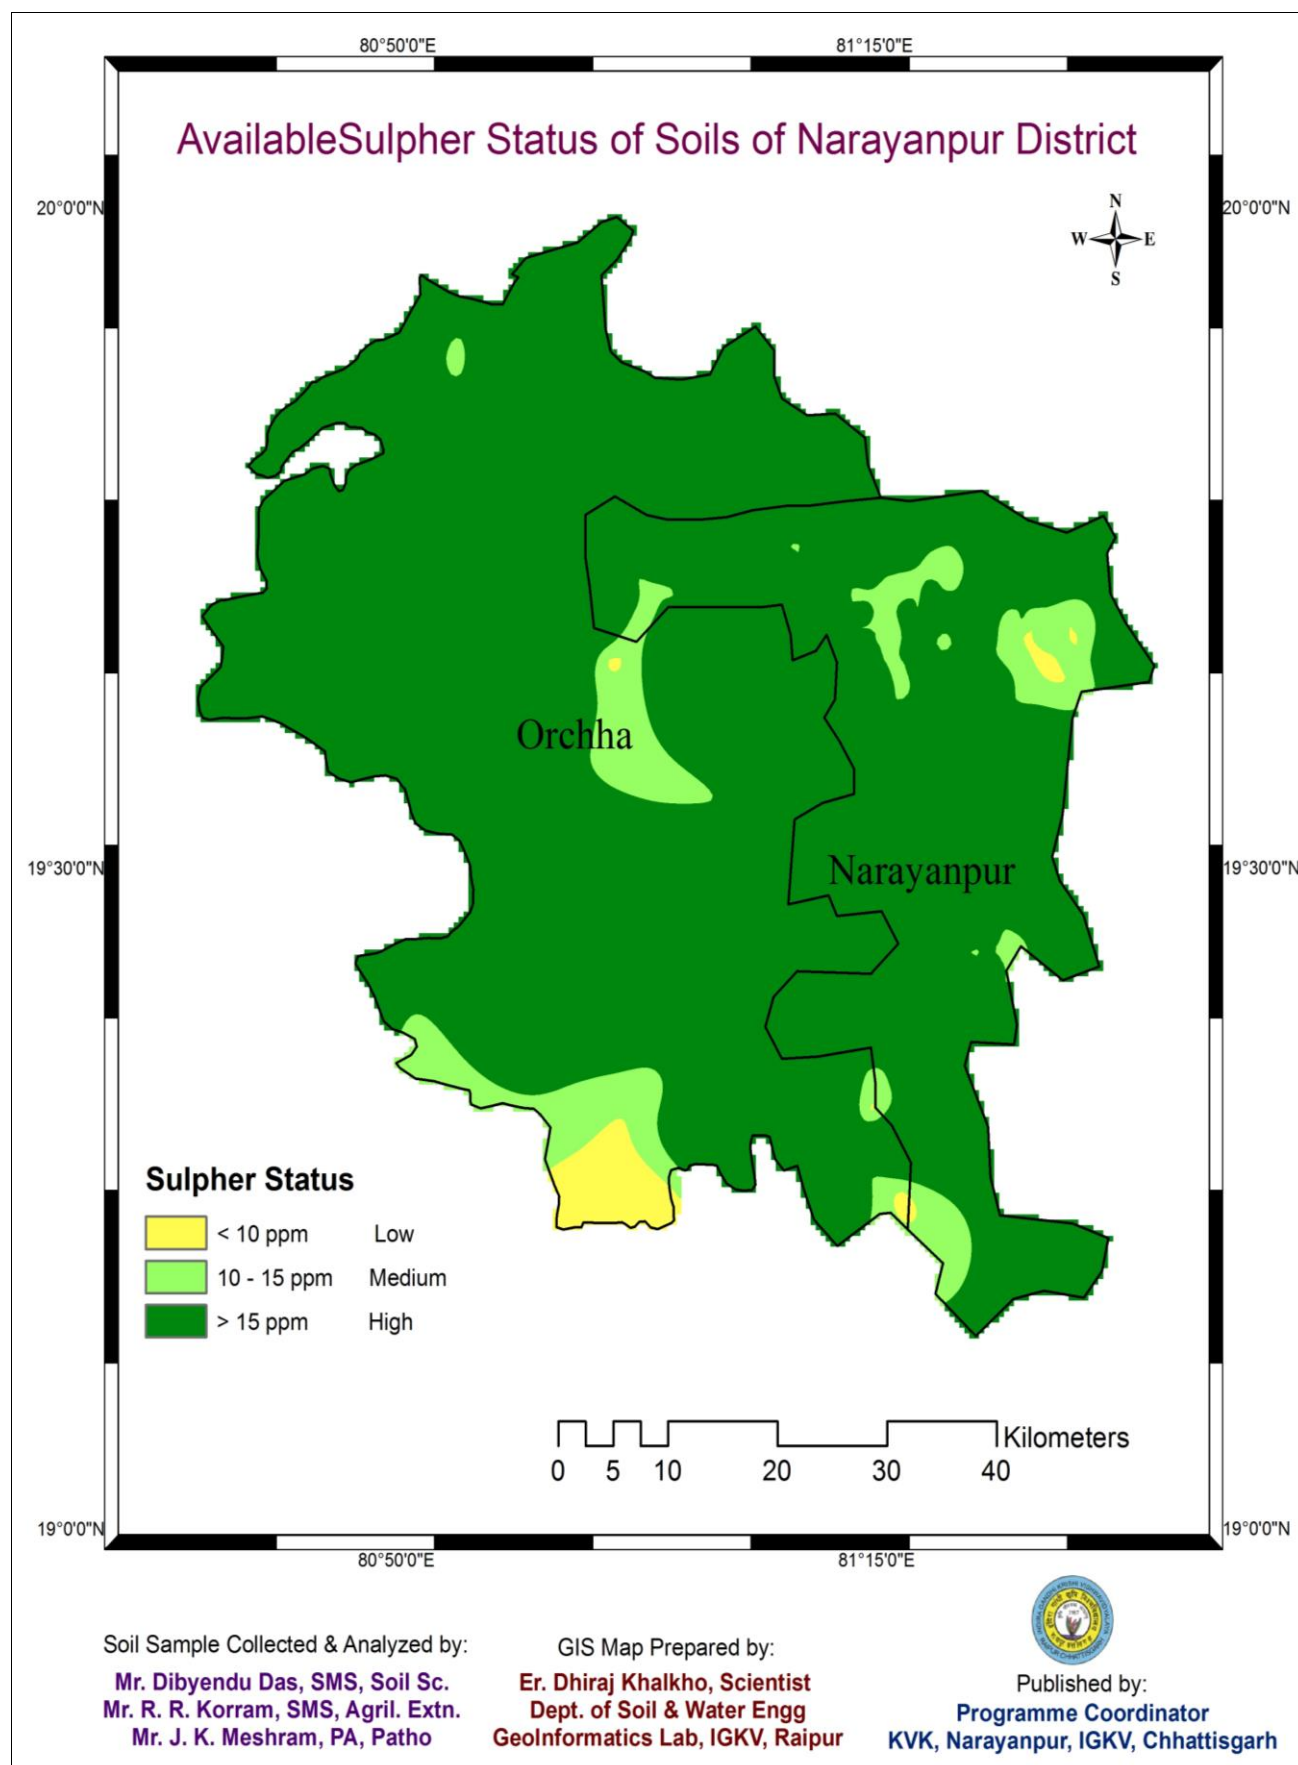 80°50'0"E 81°15'0"E
AvailableSulpher Status of Soils of Narayanpur District
20°0'0"N 20°0'0"N
N
W E
S
Orchha
19°30'0"N 19°30'0"N
Narayanpur
Sulpher Status
< 10 ppm Low
10 - 15 ppm Medium
> 15 ppm High
Kilometers
0 5 10 20 30 40
19°0'0"N 19°0'0"N
80°50'0"E 81°15'0"E
Soil Sample Collected & Analyzed by:
Mr. Dibyendu Das, SMS, Soil Sc.
Mr. R. R. Korram, SMS, Agril. Extn.
Mr. J. K. Meshram, PA, Patho
GIS Map Prepared by:
Er. Dhiraj Khalkho, Scientist
Dept. of Soil & Water Engg
GeoInformatics Lab, IGKV, Raipur
Published by:
Programme Coordinator
KVK, Narayanpur, IGKV, Chhattisgarh